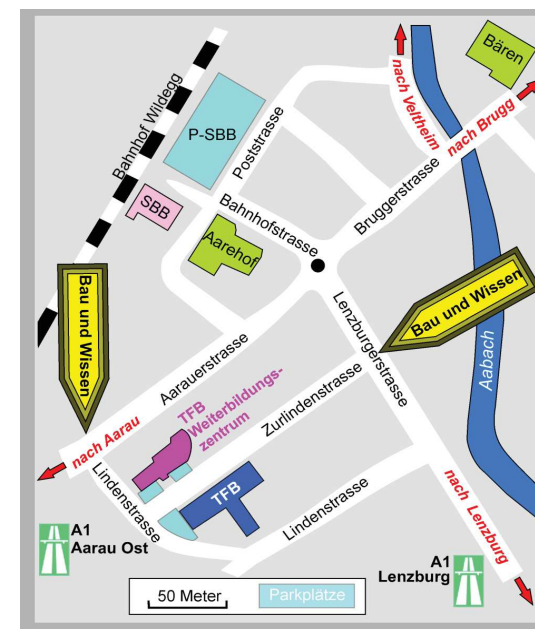 Bären
nach Veltheim
nach Brugg
Bahnhof Wildegg
P-SBB
Poststrasse
Bruggerstrasse
SBB
Bahnhofstrasse
Aarehof
Bau und Wissen
Bau und Wissen
Lenzburgerstrasse
Aabach
Aarauerstrasse
TFB
Weiterbildungs-
zentrum
Zurlindenstrasse
nach Aarau
Lindenstrasse
TFB
Lindenstrasse
nach Lenzburg
A1
Aarau Ost
A1
Lenzburg
50 Meter
Parkplätze